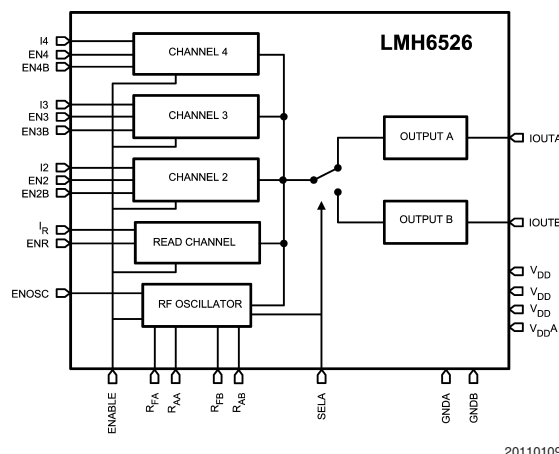 LMH6526
I4
EN4
EN4B
CHANNEL 4
I3
EN3
EN3B
CHANNEL 3
I2
EN2
EN2B
CHANNEL 2
IR
ENR
READ CHANNEL
ENOSC
RF OSCILLATOR
OUTPUT A
IOUTA
OUTPUT B
IOUTB
VDD
VDD
VDD
VDDA
ENABLE
RFA
RAA
RFB
RAB
SELA
GNDA
GNDB
20110109